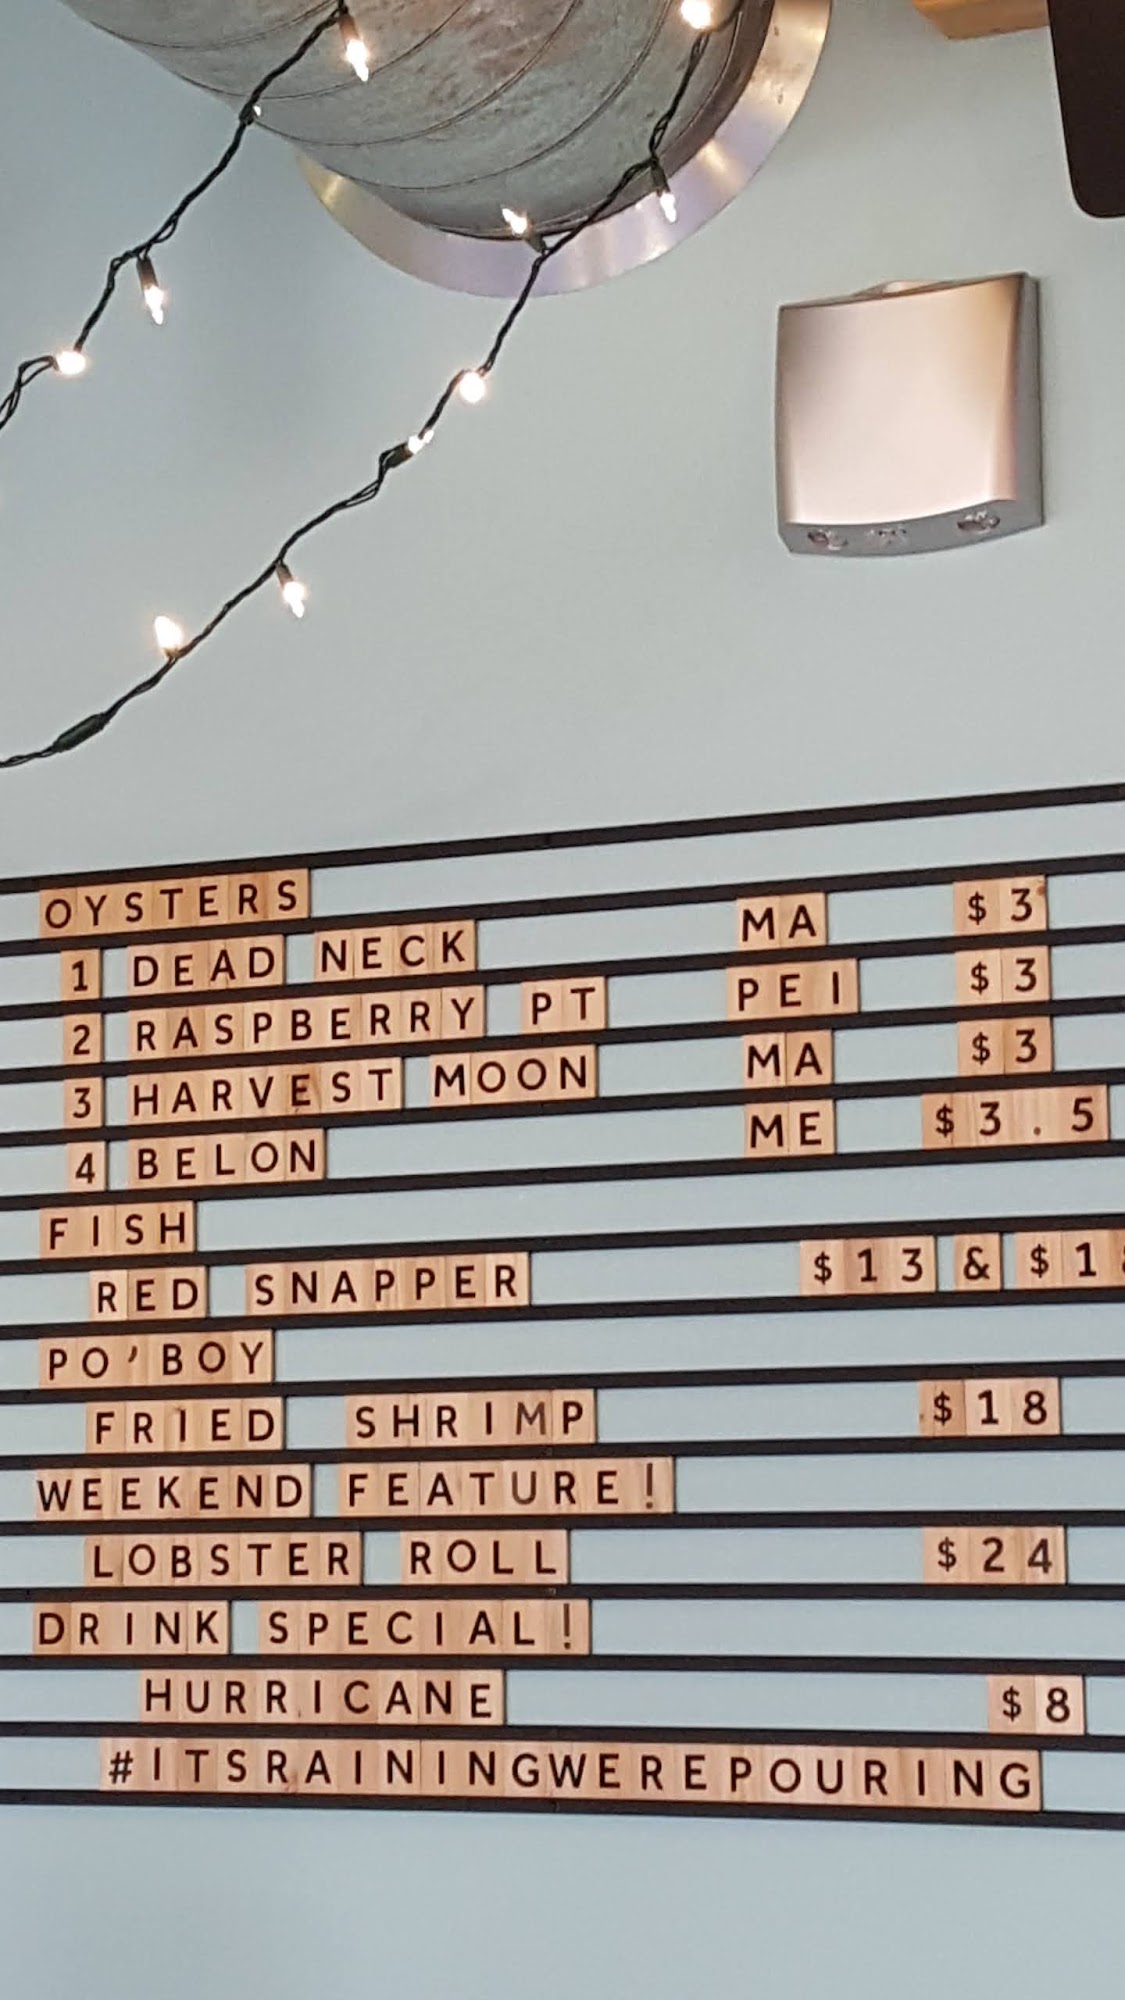 OYSTERS
1 DEAD NECK MA $3
2 RASPBERRY PT PEI $3
3 HARVEST MOON MA $3
4 BELON ME $3.5
FISH
RED SNAPPER $13 & $1
PO'BOY
FRIED SHRIMP $18
WEEKEND FEATURE!
LOBSTER ROLL $24
DRINK SPECIAL!
HURRICANE $8
#ITSRAININGWEREPOURING